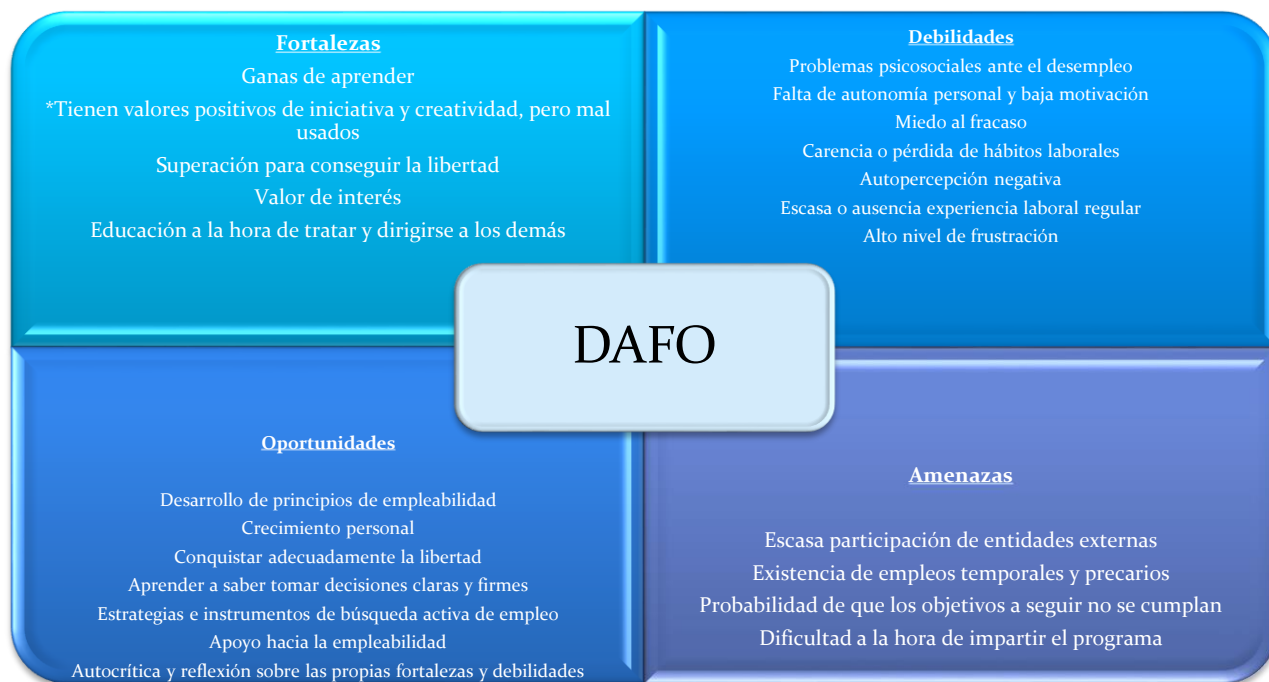 Fortalezas
Ganas de aprender
*Tienen valores positivos de iniciativa y creatividad, pero mal
usados
Superación para conseguir la libertad
Valor de interés
Educación a la hora de tratar y dirigirse a los demás
Debilidades
Problemas psicosociales ante el desempleo
Falta de autonomía personal y baja motivación
Miedo al fracaso
Carencia o pérdida de hábitos laborales
Autopercepción negativa
Escasa o ausencia experiencia laboral regular
Alto nivel de frustración
DAFO
Oportunidades
Desarrollo de principios de empleabilidad
Crecimiento personal
Conquistar adecuadamente la libertad
Aprender a saber tomar decisiones claras y firmes
Estrategias e instrumentos de búsqueda activa de empleo
Apoyo hacia la empleabilidad
Autocrítica y reflexión sobre las propias fortalezas y debilidades
Amenazas
Escasa participación de entidades externas
Existencia de empleos temporales y precarios
Probabilidad de que los objetivos a seguir no se cumplan
Dificultad a la hora de impartir el programa